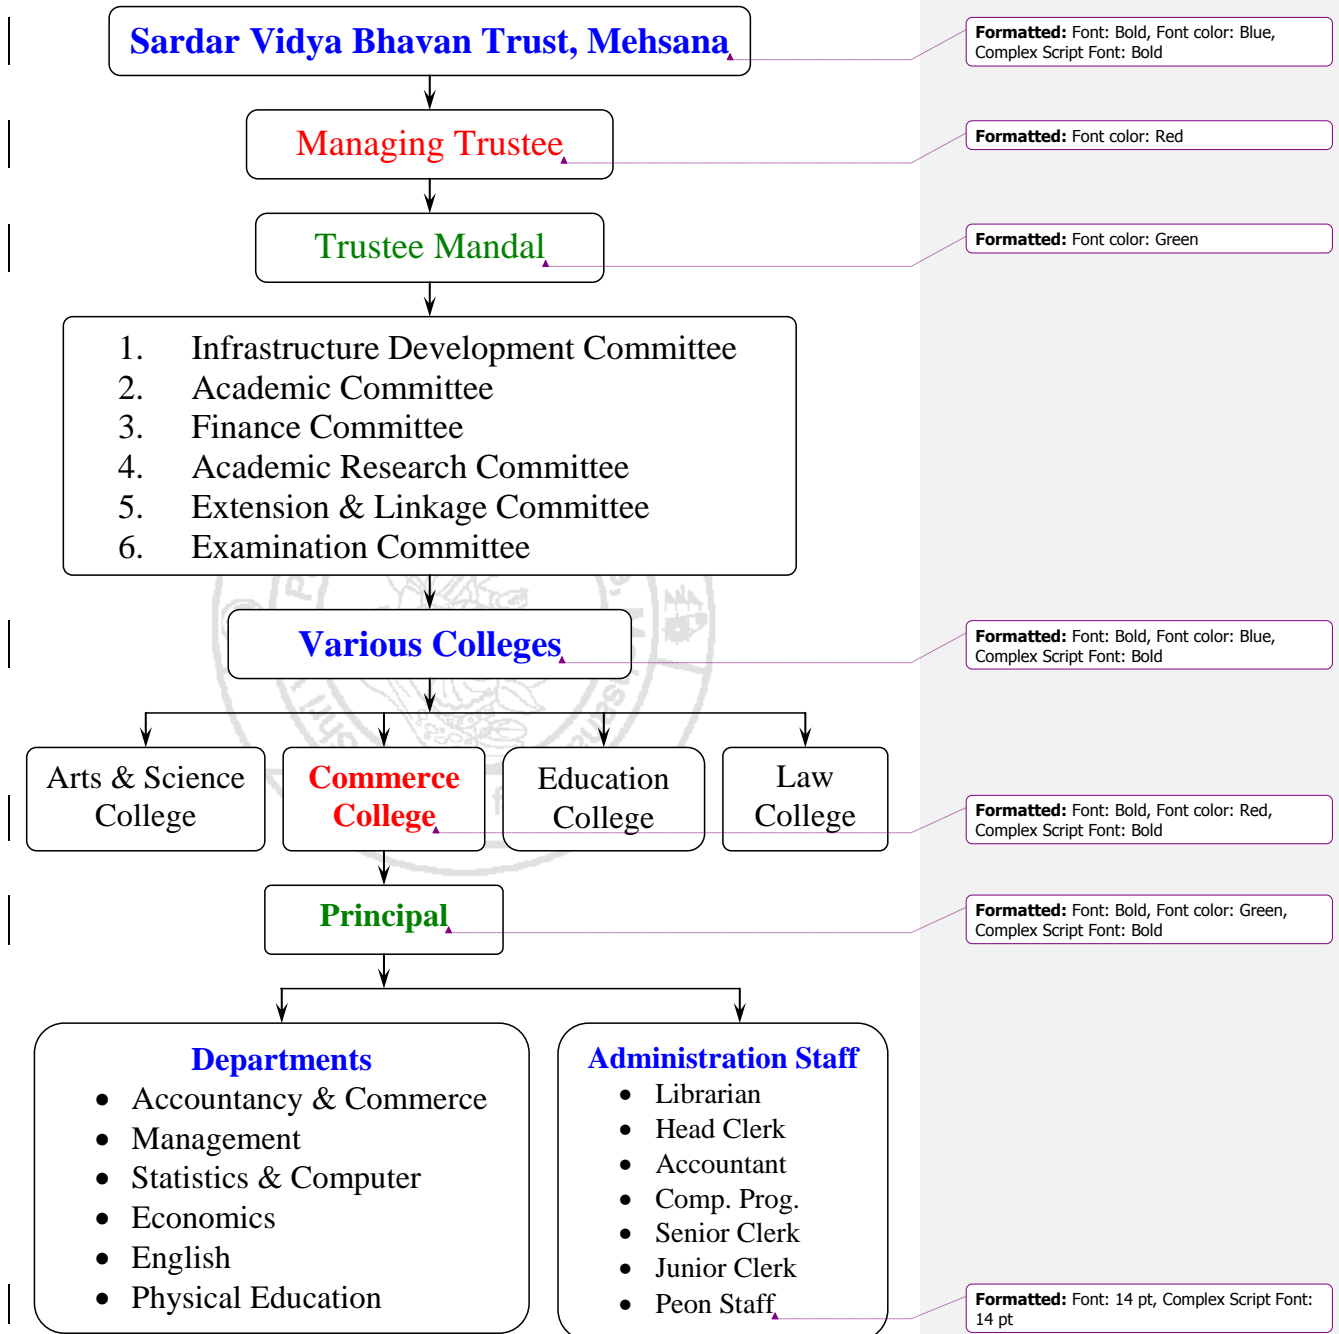 Sardar Vidya Bhavan Trust, Mehsana
Managing Trustee
Trustee Mandal
1. Infrastructure Development Committee
2. Academic Committee
3. Finance Committee
4. Academic Research Committee
5. Extension & Linkage Committee
6. Examination Committee
Various Colleges
Arts & Science
College
Commerce
College
Education
College
Law
College
Principal
Departments
• Accountancy & Commerce
• Management
• Statistics & Computer
• Economics
• English
• Physical Education
Administration Staff
• Librarian
• Head Clerk
• Accountant
• Comp. Prog.
• Senior Clerk
• Junior Clerk
• Peon Staff
Formatted: Font: Bold, Font color: Blue,
Complex Script Font: Bold
Formatted: Font color: Red
Formatted: Font color: Green
Formatted: Font: Bold, Font color: Blue,
Complex Script Font: Bold
Formatted: Font: Bold, Font color: Red,
Complex Script Font: Bold
Formatted: Font: Bold, Font color: Green,
Complex Script Font: Bold
Formatted: Font: 14 pt, Complex Script Font:
14 pt